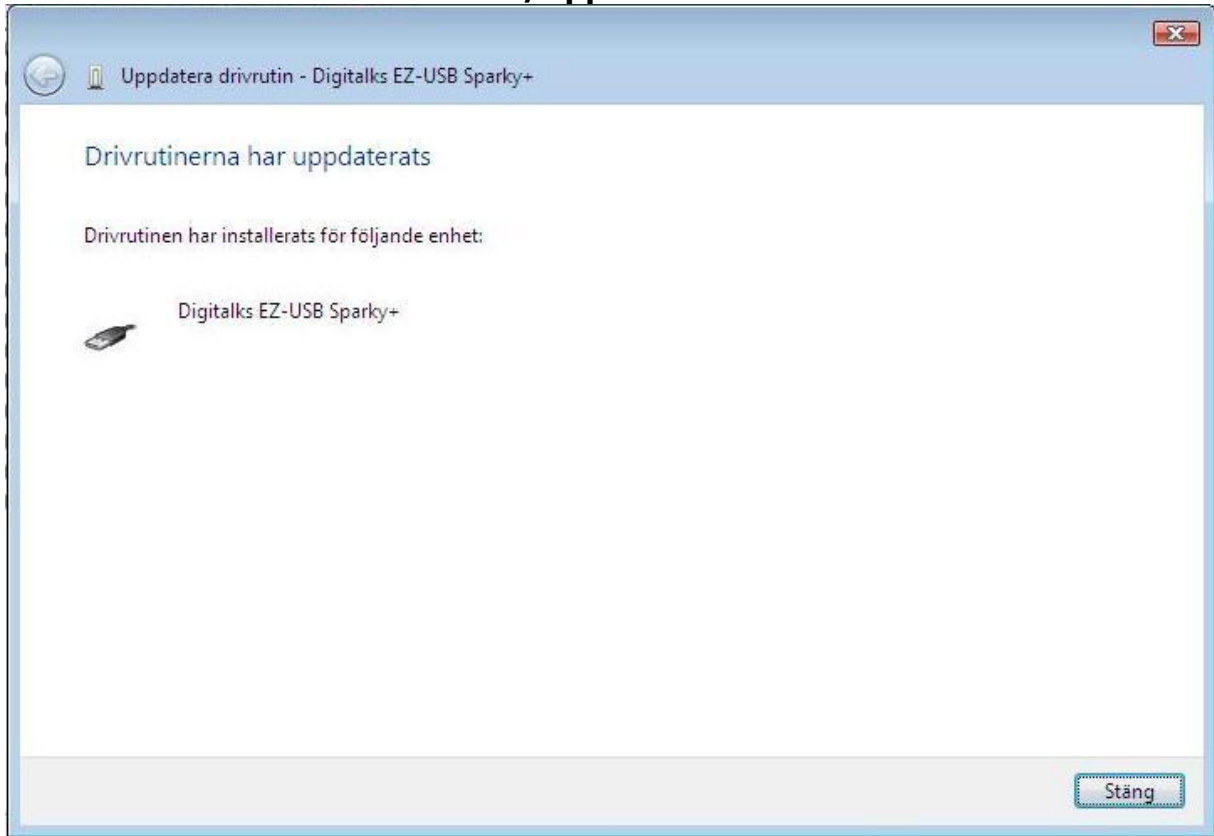 Uppdatera drivrutin - Digitalks EZ-USB Sparky+
Drivrutinerna har uppdaterats
Drivrutinen har installerats för följande enhet:
Digitalks EZ-USB Sparky+
Stäng